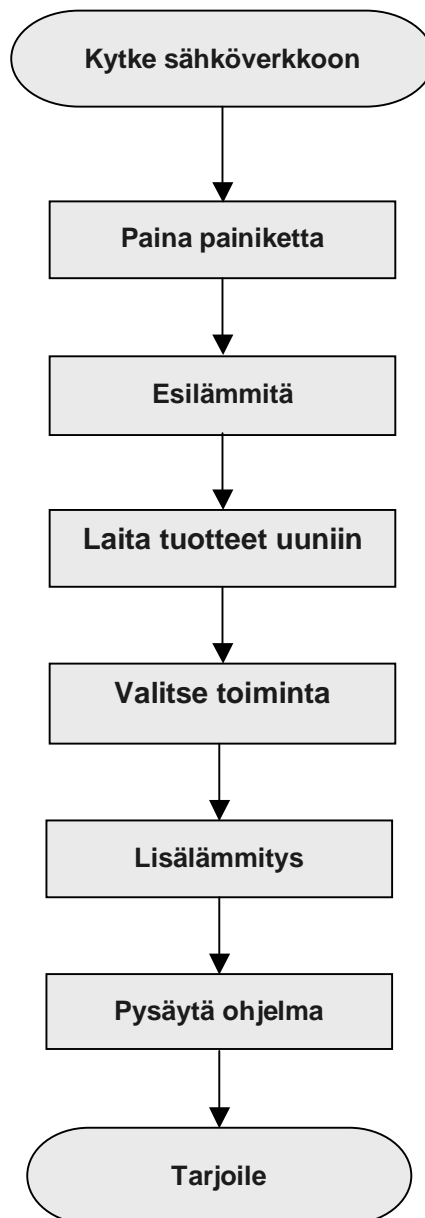 Kytke sähköverkkoon
Paina painiketta
Esilämmitä
Laita tuotteet uuniin
Valitse toiminta
Lisälämmitys
Pysäytä ohjelma
Tarjoile